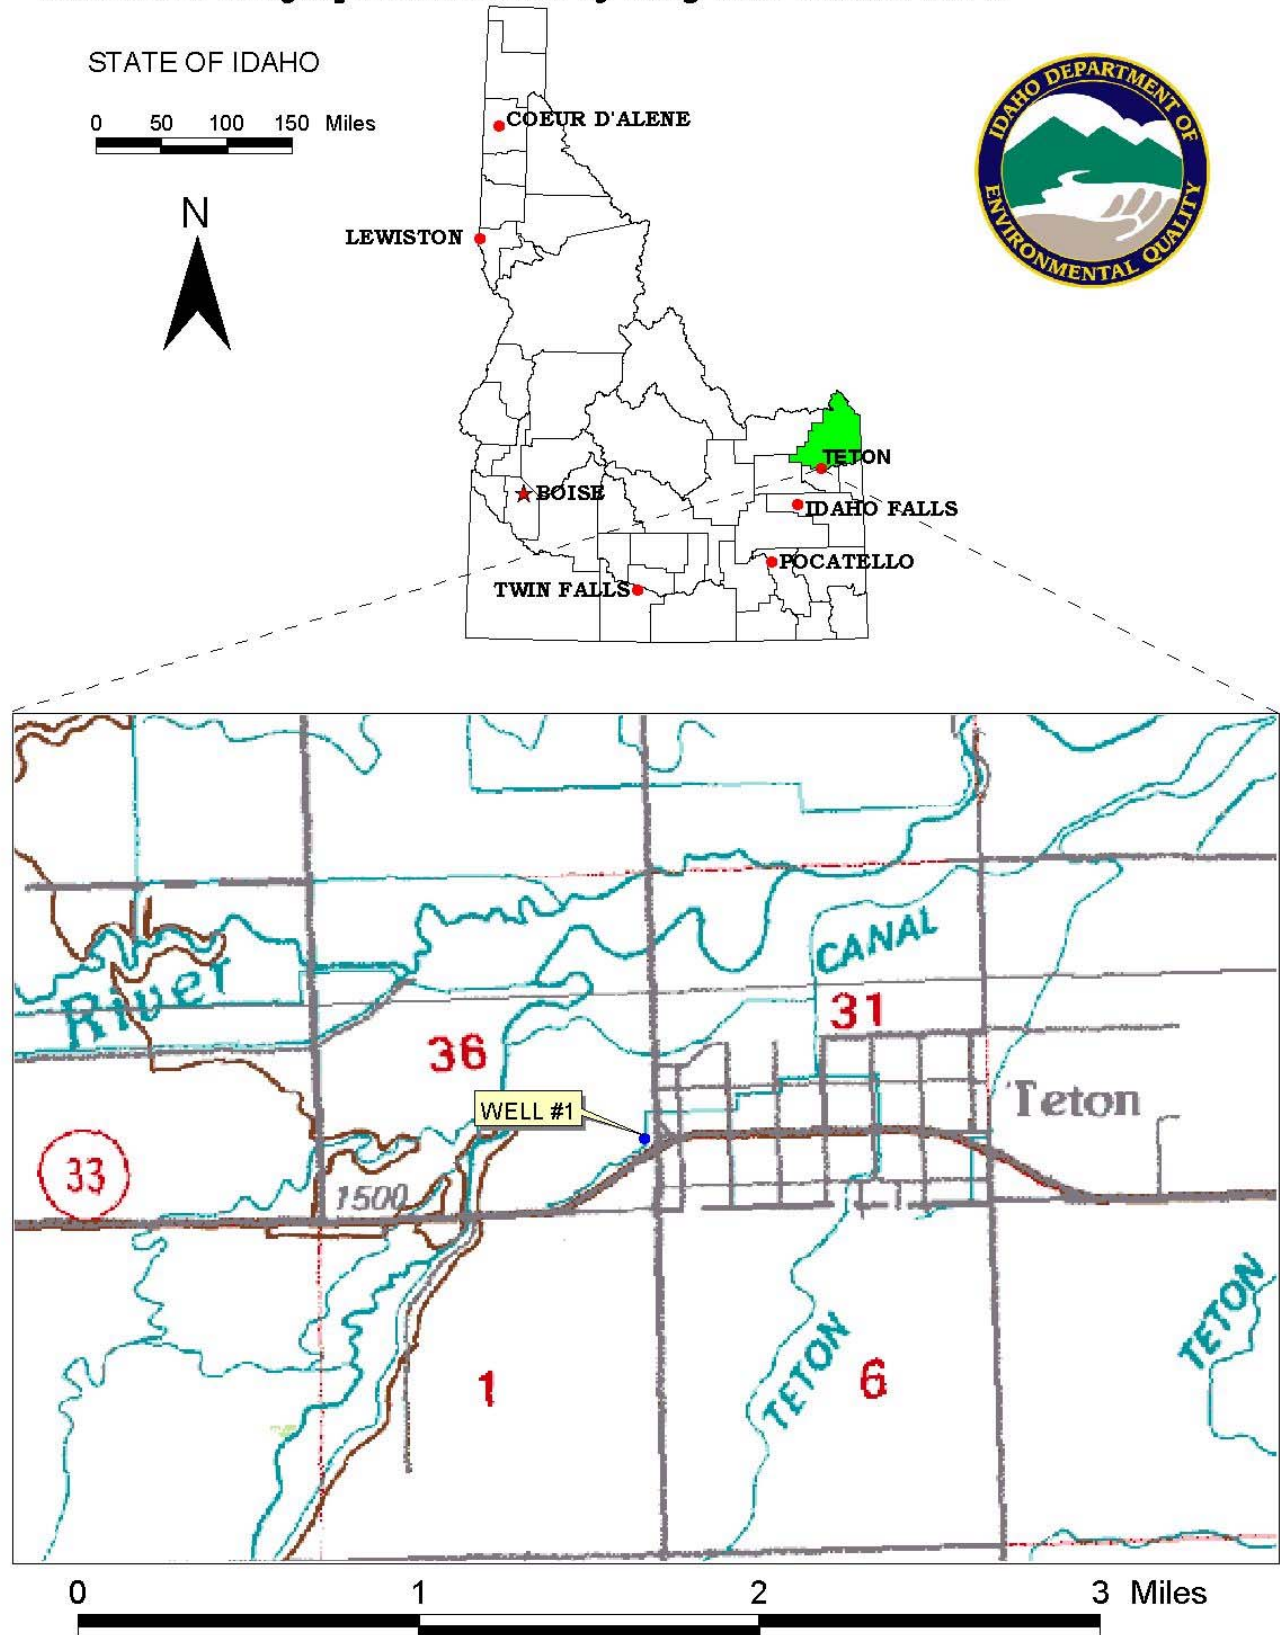 STATE OF IDAHO
0 50 100 150 Miles
N
COEUR D'ALENE
LEWISTON
IDAHO DEPARTMENT OF
ENVIRONMENTAL QUALITY
TETON
BOISE
IDAHO FALLS
POCATELLO
TWIN FALLS
CANAL
River
31
36
WELL #1
Teton
33
1500
TETON
TETON
1
6
0 1 2 3 Miles